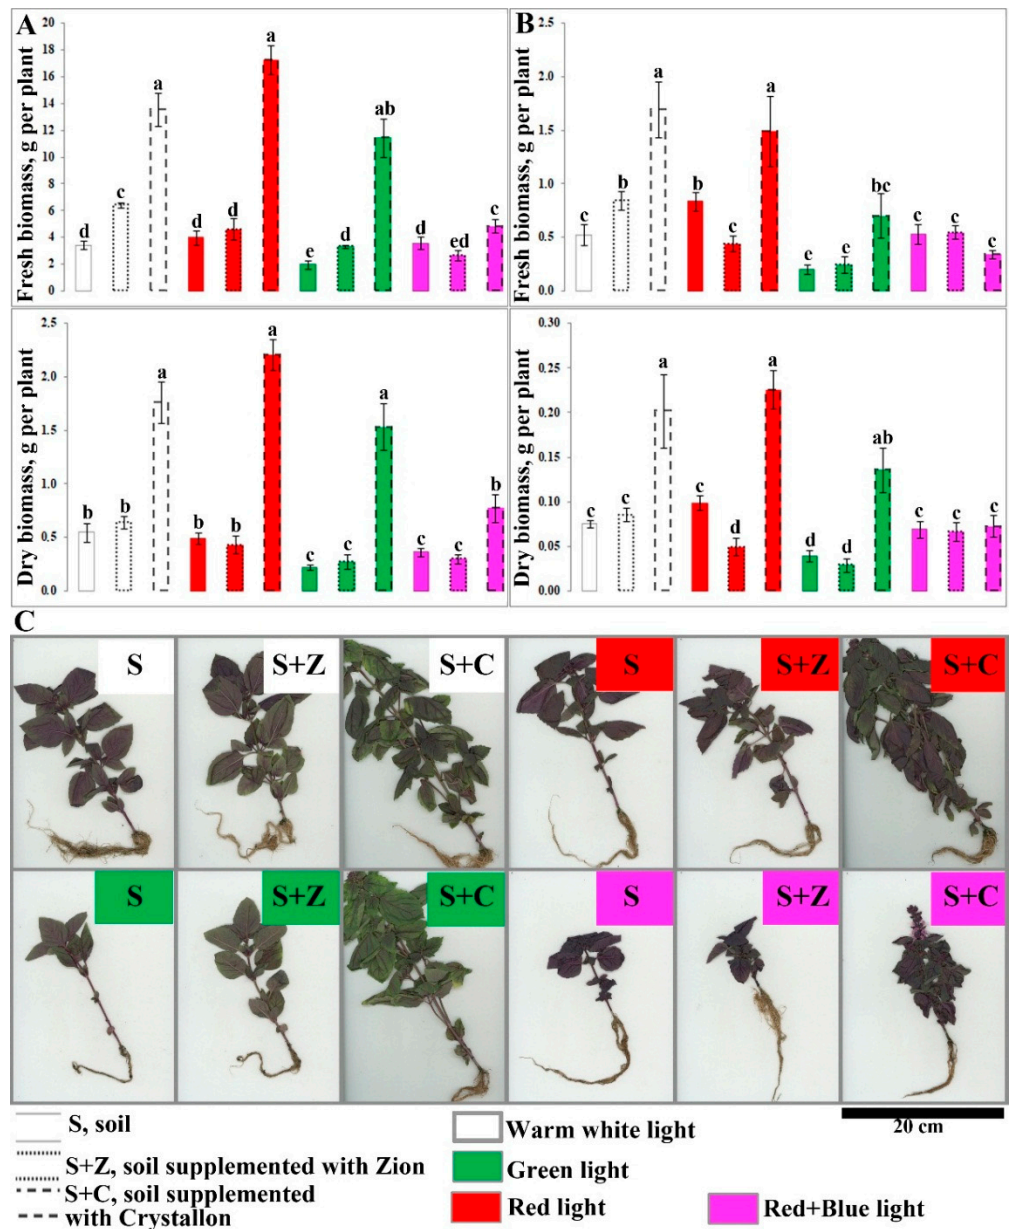 A
Fresh biomass, g per plant
20
18
16
14
12
10
8
6
4
2
0
d
c
a
d
d
a
e
d
ab
d
ed
c
B
Fresh biomass, g per plant
2.5
2.0
1.5
1.0
0.5
0.0
c
b
a
b
c
a
e
e
bc
c
c
c
Dry biomass, g per plant
2.5
2.0
1.5
1.0
0.5
0.0
b
b
a
b
b
a
c
c
a
c
c
b
Dry biomass, g per plant
0.30
0.25
0.20
0.15
0.10
0.05
0.00
c
c
a
c
d
a
d
d
ab
c
c
c
C
S
S+Z
S+C
S
S+Z
S+C
S
S+Z
S+C
S
S+Z
S+C
20 cm
S, soil
S+Z, soil supplemented with Zion
S+C, soil supplemented
with Crystallon
Warm white light
Green light
Red light
Red+Blue light